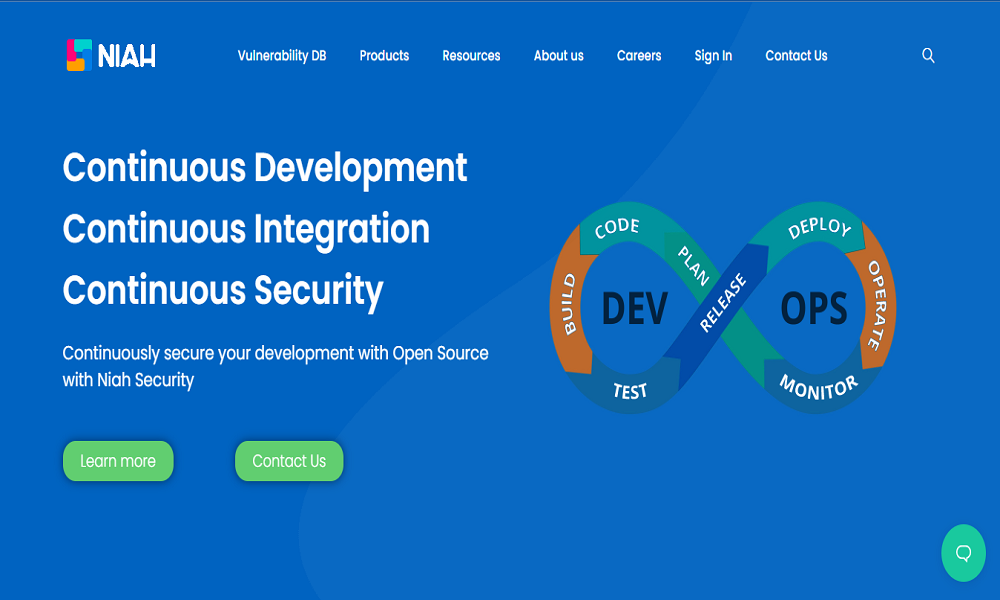 NIAH
Vulnerability DB
Products
Resources
About us
Careers
Sign In
Contact Us
Continuous Development
Continuous Integration
Continuous Security
Continuously secure your development with Open Source
with Niah Security
Learn more
Contact Us
CODE
PLAN
BUILD
DEV
TEST
RELEASE
DEPLOY
OPS
OPERATE
MONITOR